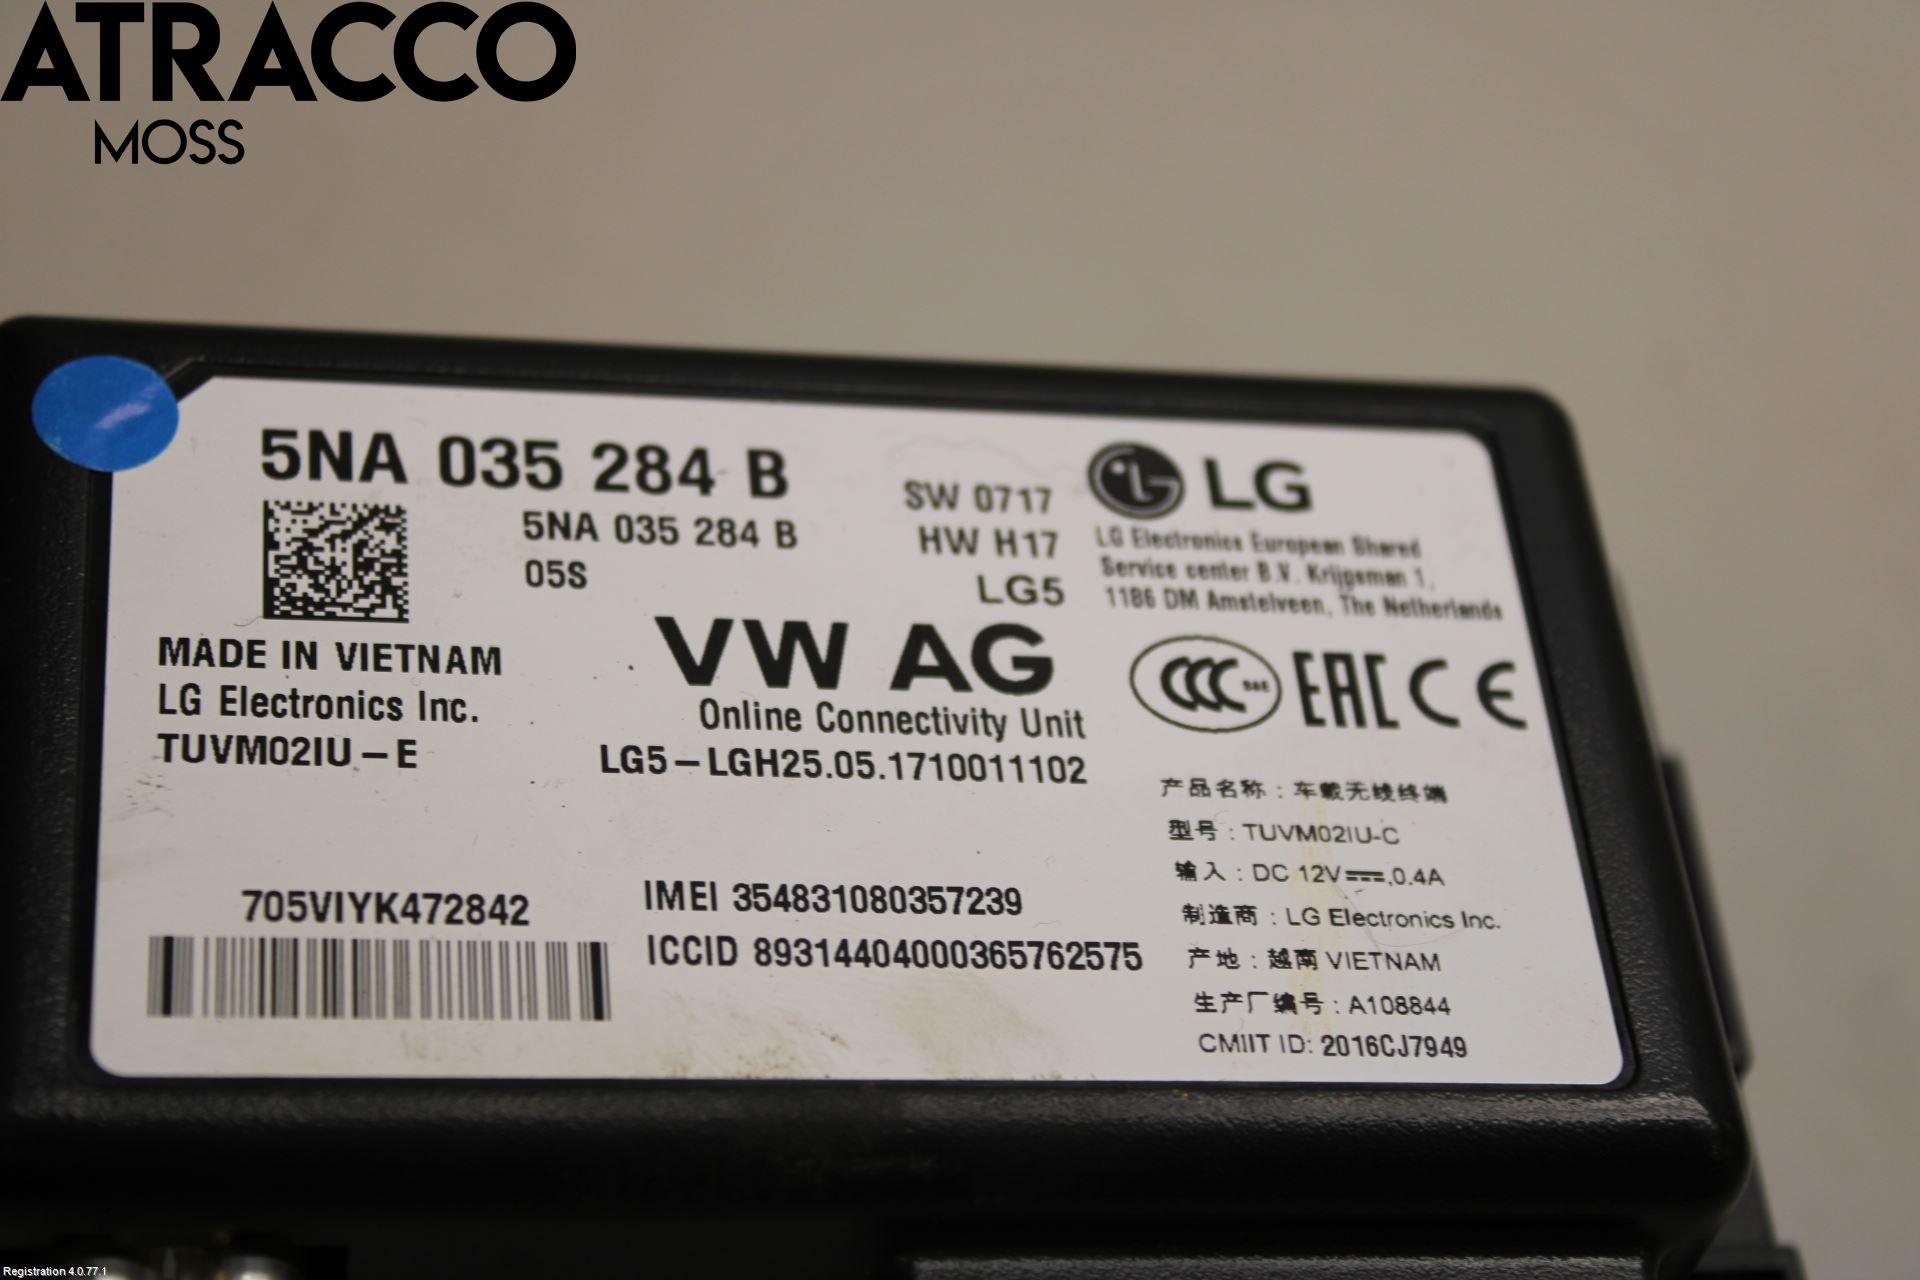 ATRACCO
MOSS
5NA 035 284 B
5NA 035 284 B
05S
SW 0717
HW H17
LG5
LG
LG Electronics European Shared
Service center B.V. Krijgsman 1,
1186 DM Amstelveen, The Netherlands
MADE IN VIETNAM
LG Electronics Inc.
TUVM02IU-E
VW AG
Online Connectivity Unit
LG5-LGH25.05.1710011102
CCC S&E EAC CE
705VIYK472842
IMEI 354831080357239
ICCID 89314404000365762575
产品名称：车载无线终端
型号：TUVM02IU-C
输入：DC 12V⎓,0.4A
制造商：LG Electronics Inc.
产地：越南 VIETNAM
生产厂编号：A108844
CMIIT ID: 2016CJ7949
Registration 4.0.77.1